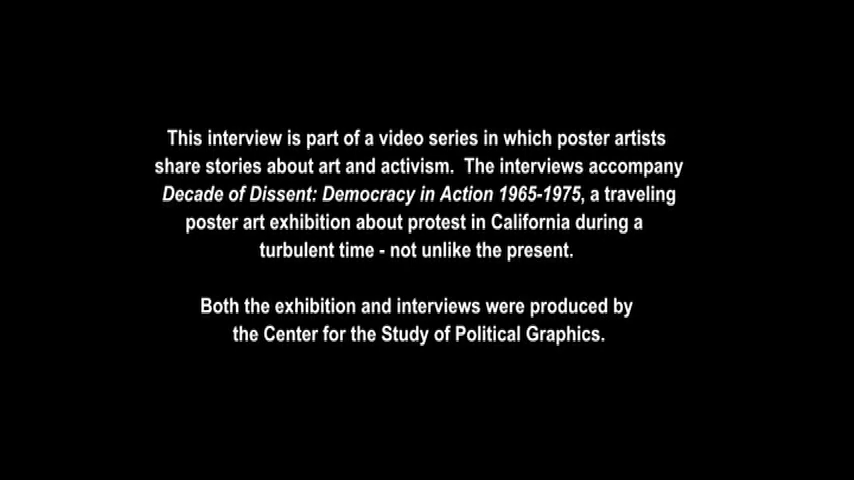 This interview is part of a video series in which poster artists
share stories about art and activism.  The interviews accompany
Decade of Dissent: Democracy in Action 1965-1975, a traveling
poster art exhibition about protest in California during a
turbulent time - not unlike the present.
Both the exhibition and interviews were produced by
the Center for the Study of Political Graphics.